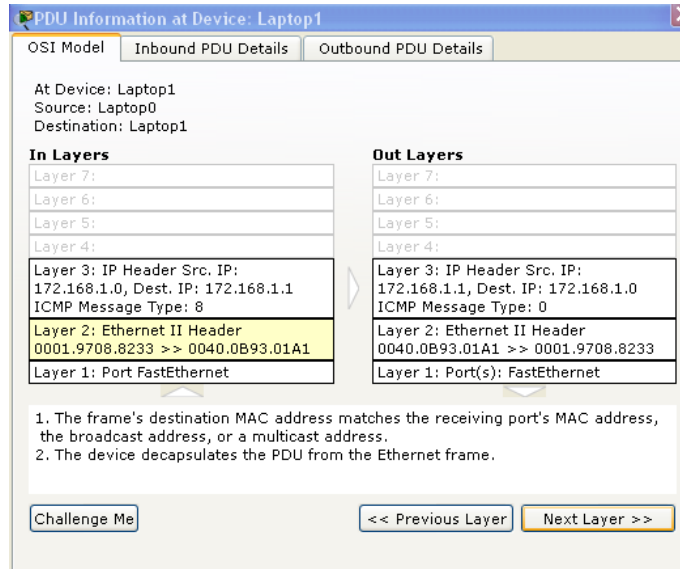 PDU Information at Device: Laptop1
OSI Model Inbound PDU Details Outbound PDU Details
At Device: Laptop1
Source: Laptop0
Destination: Laptop1
In Layers
Layer 7:
Layer 6:
Layer 5:
Layer 4:
Layer 3: IP Header Src. IP:
172.168.1.0, Dest. IP: 172.168.1.1
ICMP Message Type: 8
Layer 2: Ethernet II Header
0001.9708.8233 >> 0040.0B93.01A1
Layer 1: Port FastEthernet
Out Layers
Layer 7:
Layer 6:
Layer 5:
Layer 4:
Layer 3: IP Header Src. IP:
172.168.1.1, Dest. IP: 172.168.1.0
ICMP Message Type: 0
Layer 2: Ethernet II Header
0040.0B93.01A1 >> 0001.9708.8233
Layer 1: Port(s): FastEthernet
1. The frame's destination MAC address matches the receiving port's MAC address,
the broadcast address, or a multicast address.
2. The device decapsulates the PDU from the Ethernet frame.
Challenge Me << Previous Layer Next Layer >>